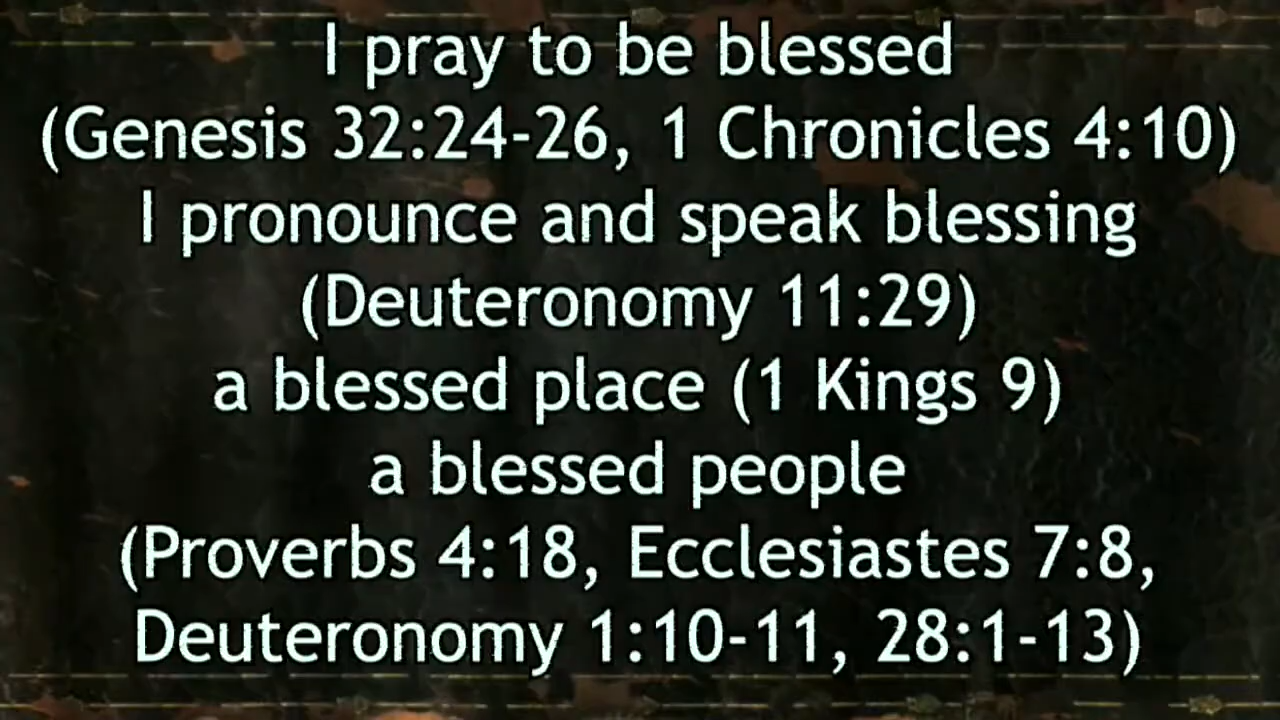 I pray to be blessed
(Genesis 32:24-26, 1 Chronicles 4:10)
I pronounce and speak blessing
(Deuteronomy 11:29)
a blessed place (1 Kings 9)
a blessed people
(Proverbs 4:18, Ecclesiastes 7:8,
Deuteronomy 1:10-11, 28:1-13)